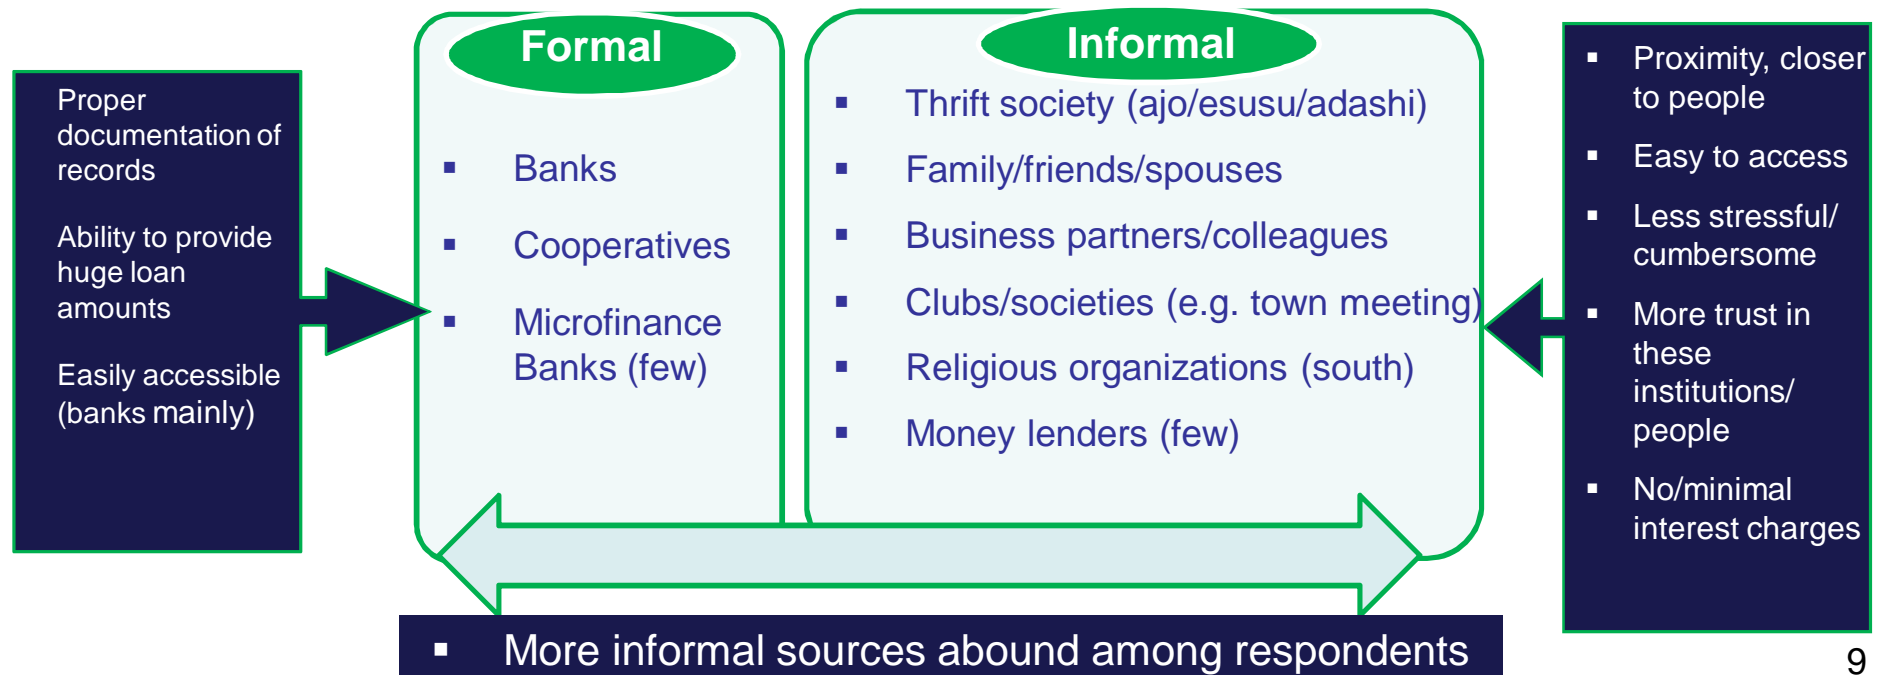 Proper
documentation of
records
Ability to provide
huge loan
amounts
Easily accessible
(banks mainly)
Formal
▪ Banks
▪ Cooperatives
▪ Microfinance
Banks (few)
Informal
▪ Thrift society (ajo/esusu/adashi)
▪ Family/friends/spouses
▪ Business partners/colleagues
▪ Clubs/societies (e.g. town meeting)
▪ Religious organizations (south)
▪ Money lenders (few)
▪ Proximity, closer
to people
▪ Easy to access
▪ Less stressful/
cumbersome
▪ More trust in
these
institutions/
people
▪ No/minimal
interest charges
▪ More informal sources abound among respondents
9